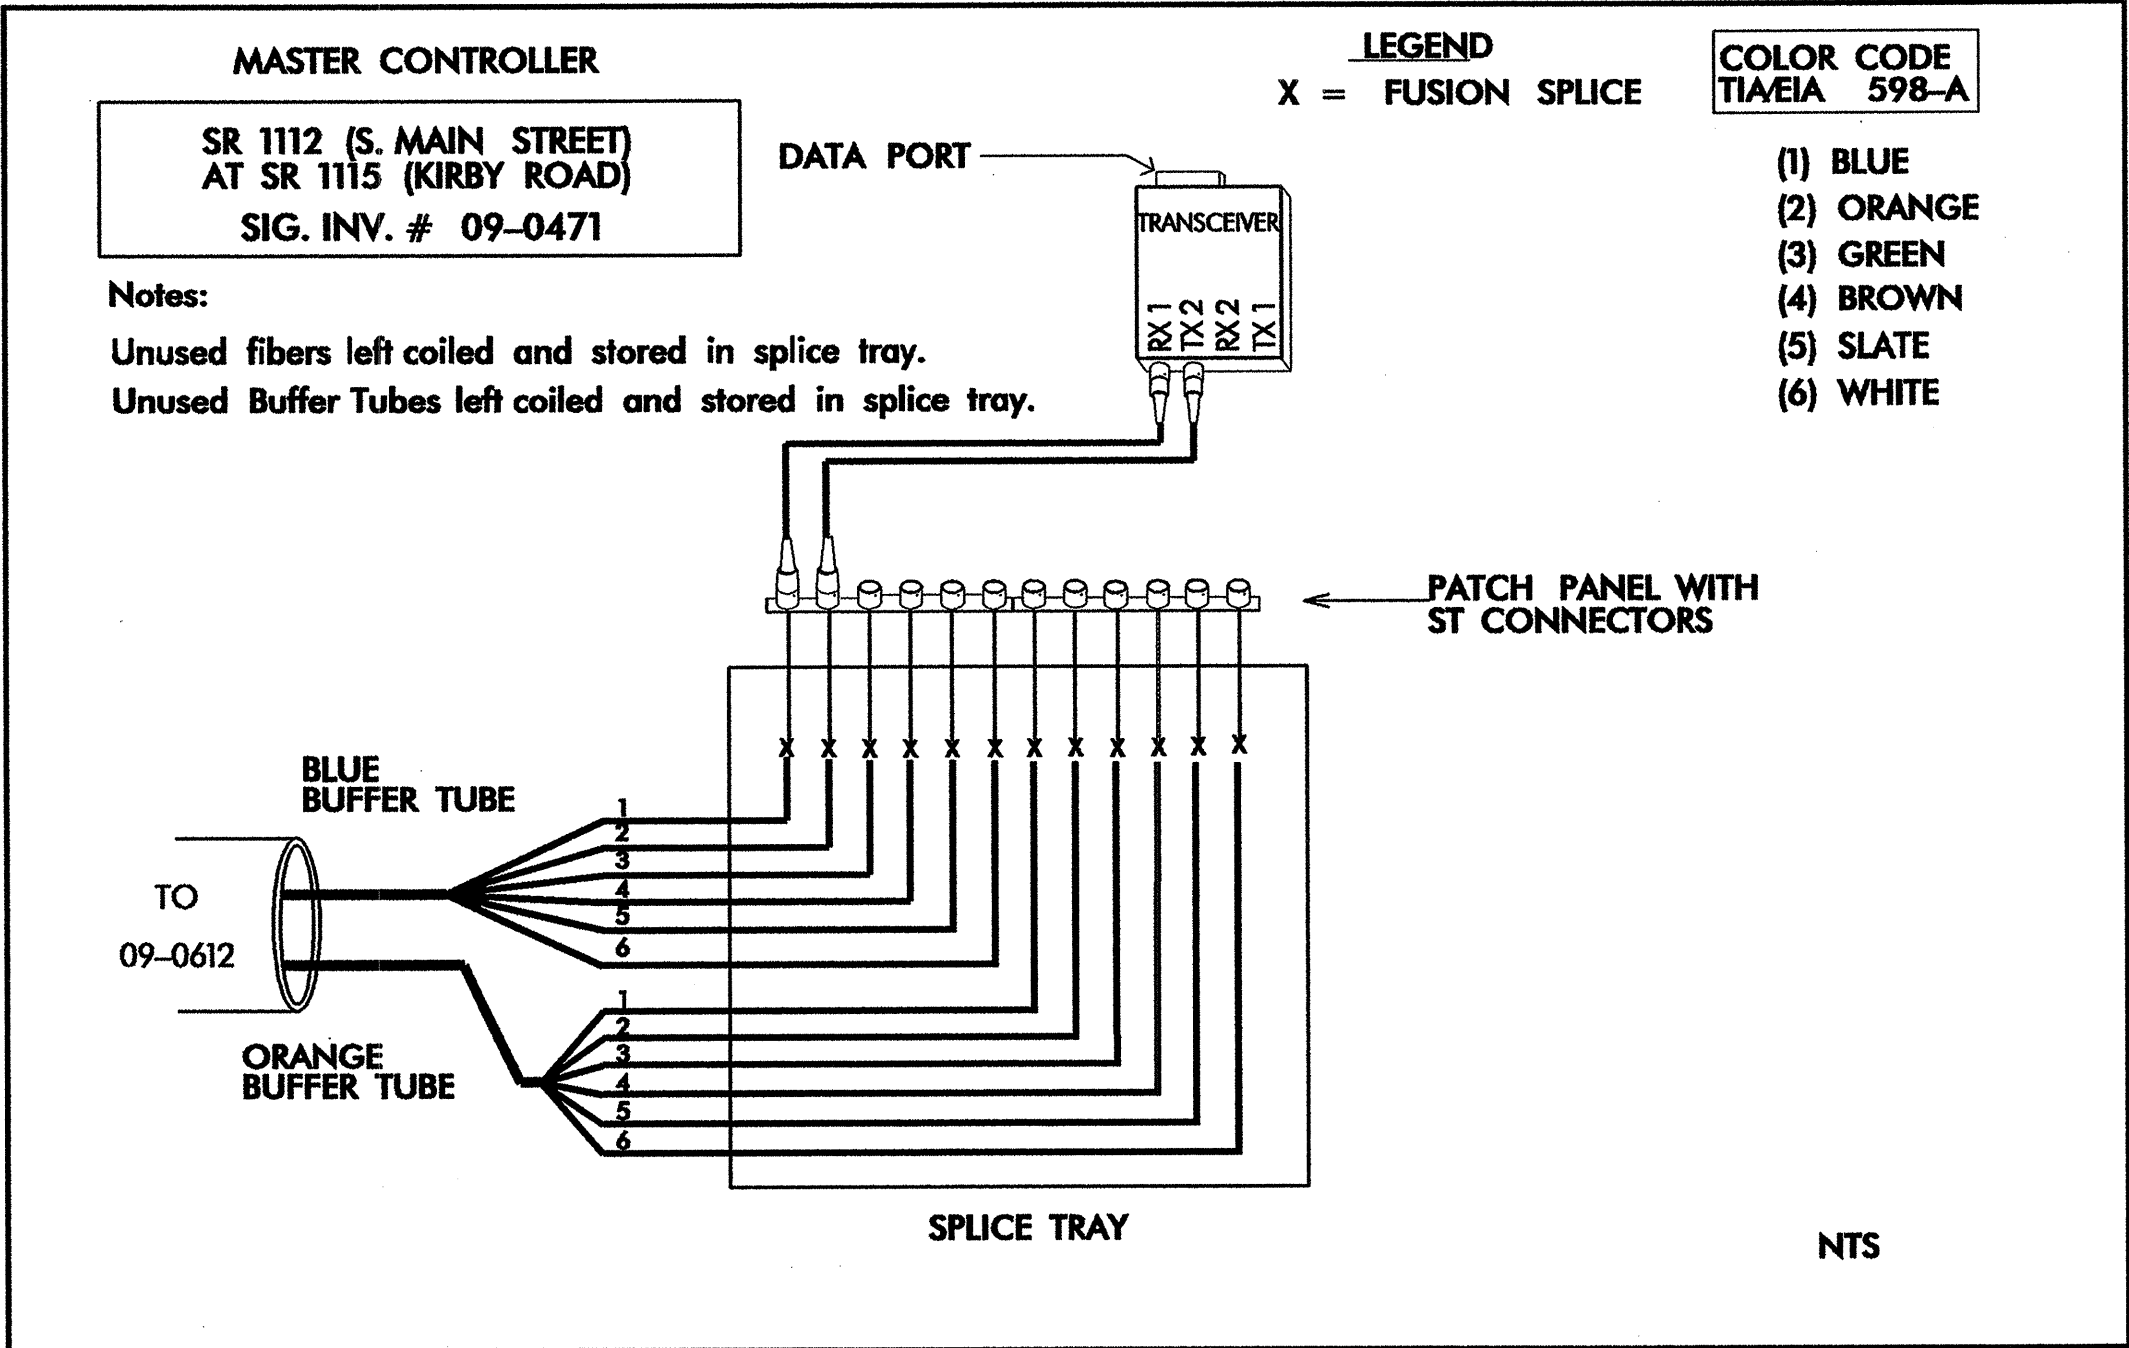 MASTER CONTROLLER
SR 1112 (S. MAIN STREET)
AT SR 1115 (KIRBY ROAD)
SIG. INV. # 09-0471
Notes:
Unused fibers left coiled and stored in splice tray.
Unused Buffer Tubes left coiled and stored in splice tray.
LEGEND
X = FUSION SPLICE
COLOR CODE
TIA/EIA 598-A
(1) BLUE
(2) ORANGE
(3) GREEN
(4) BROWN
(5) SLATE
(6) WHITE
DATA PORT
TRANSCEIVER
RX 1
TX 2
RX 2
TX 1
PATCH PANEL WITH
ST CONNECTORS
X X X X X X X X X X X X
BLUE
BUFFER TUBE
1
2
3
4
5
6
TO
09-0612
ORANGE
BUFFER TUBE
1
2
3
4
5
6
SPLICE TRAY
NTS